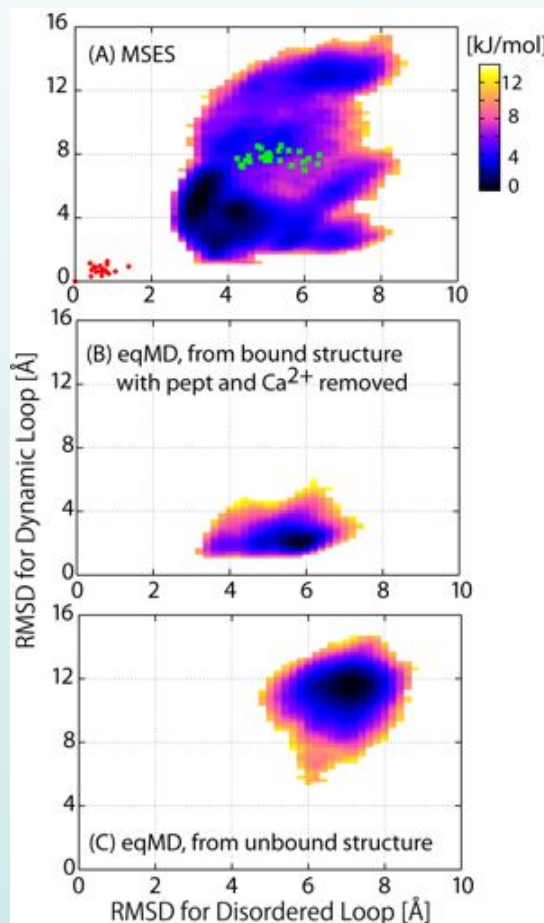 (A) MSES
[kJ/mol]
12
8
4
0
16
12
8
4
0
0 2 4 6 8 10
(B) eqMD, from bound structure
with pept and Ca²⁺ removed
16
12
8
4
0
0 2 4 6 8 10
(C) eqMD, from unbound structure
16
12
8
4
0
0 2 4 6 8 10
RMSD for Dynamic Loop [Å]
RMSD for Disordered Loop [Å]